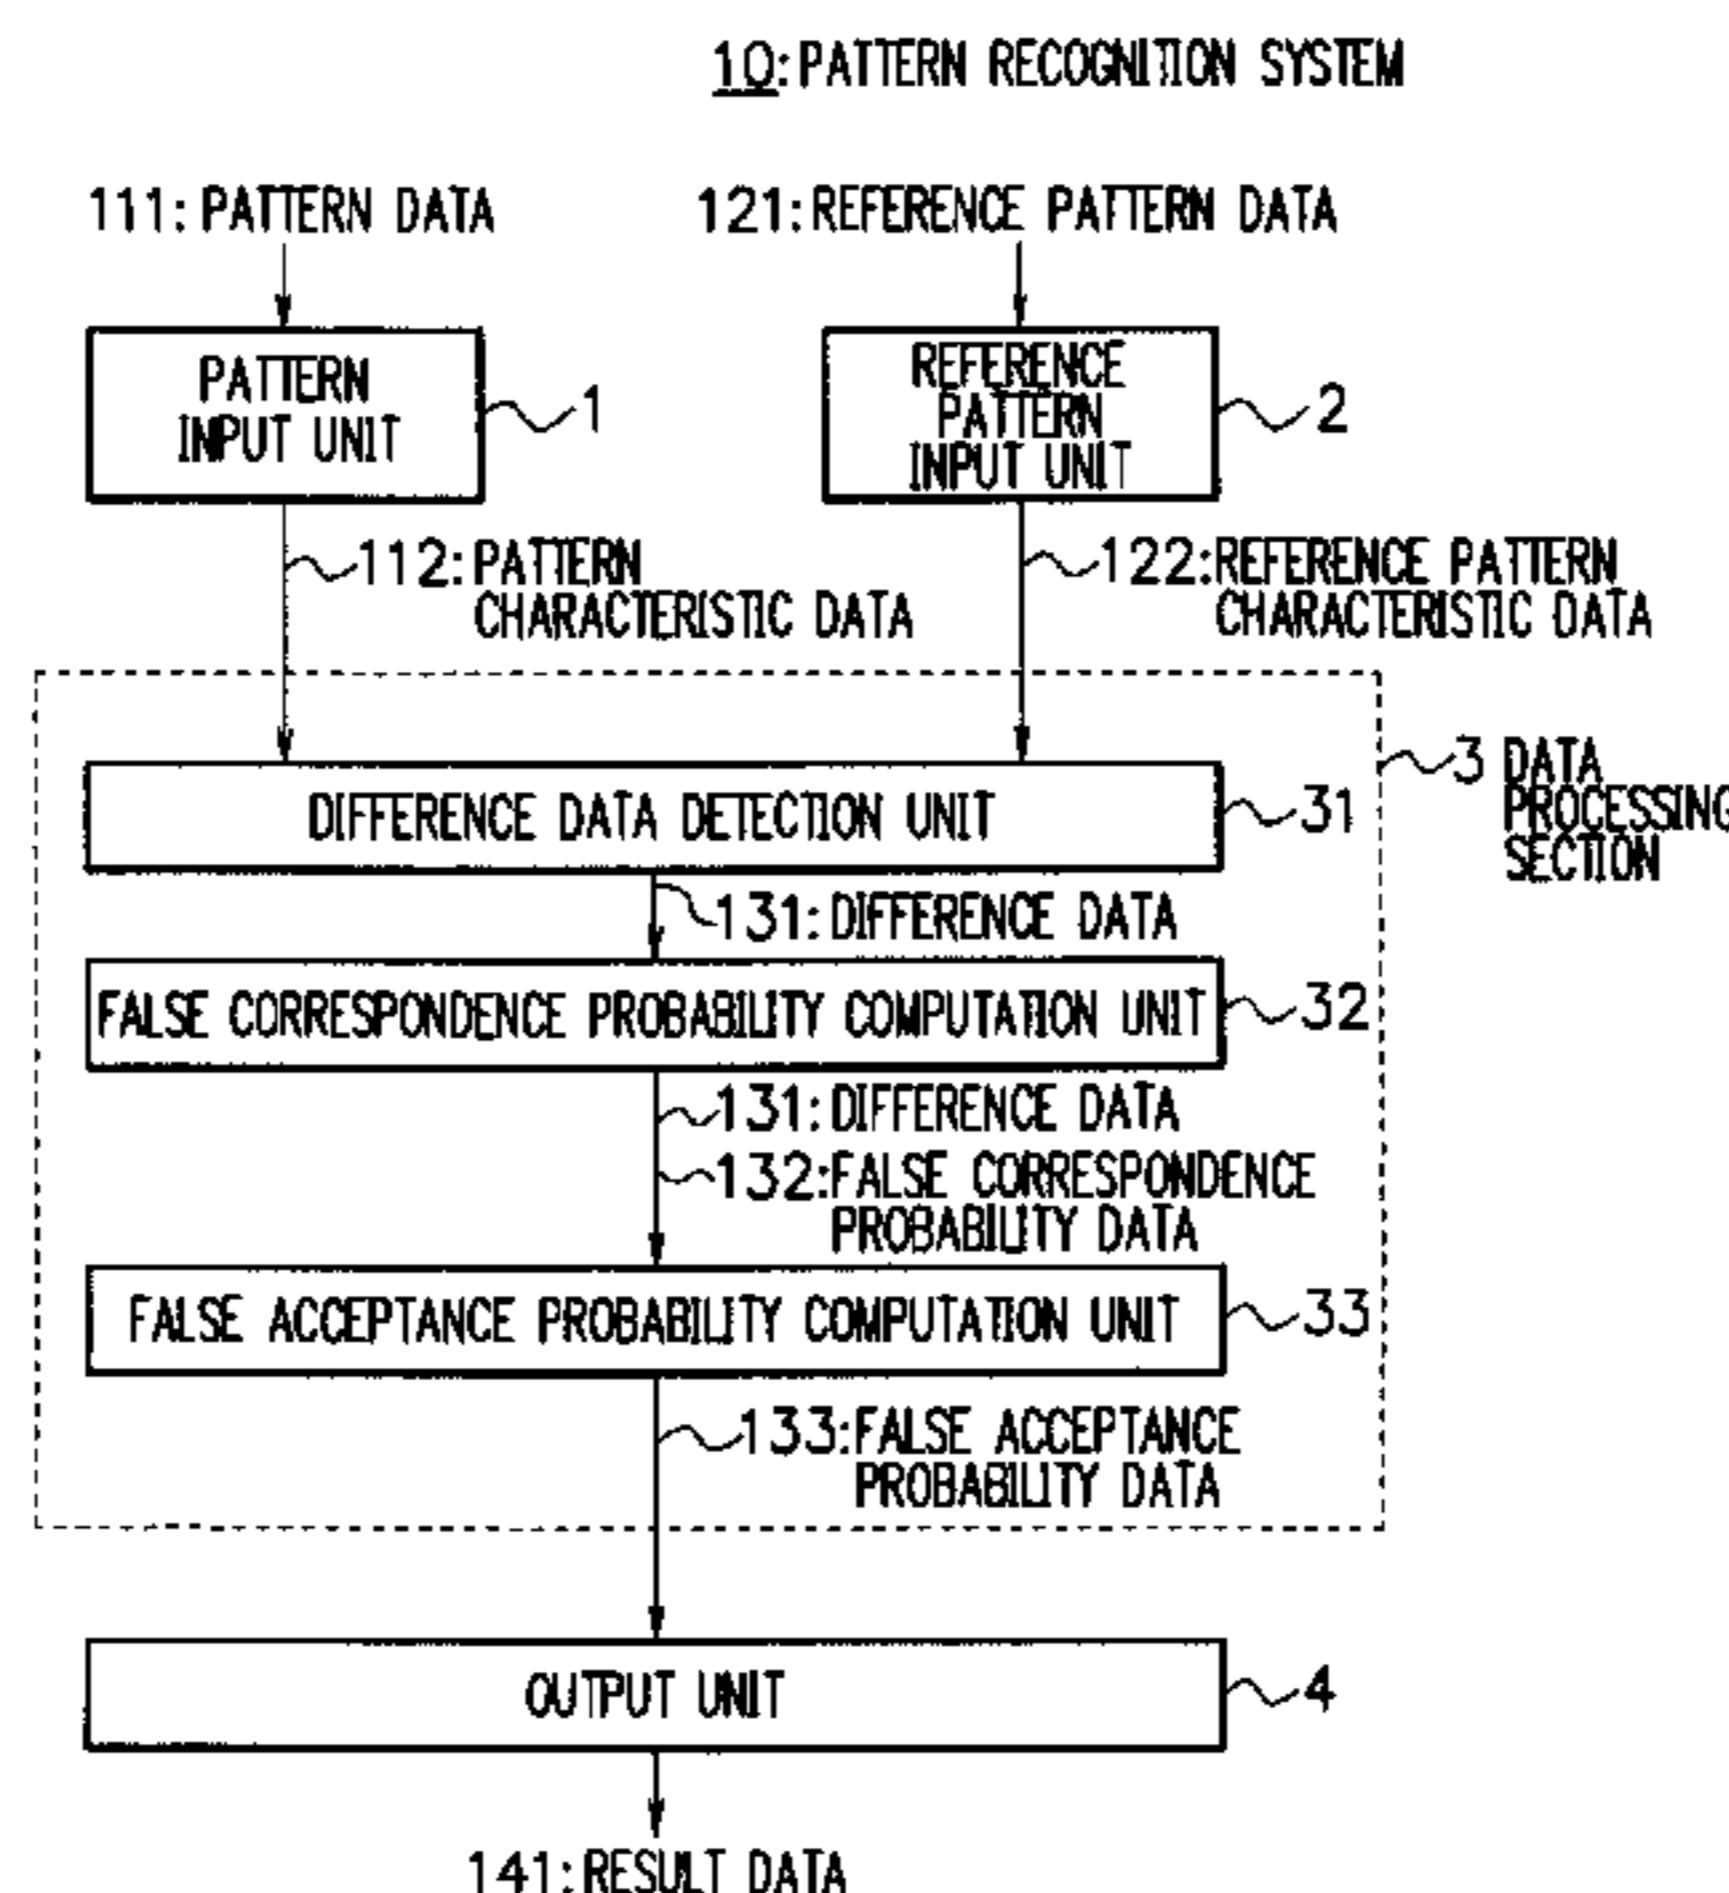 10: PATTERN RECOGNITION SYSTEM
111: PATTERN DATA
121: REFERENCE PATTERN DATA
PATTERN
INPUT UNIT
1
REFERENCE
PATTERN
INPUT UNIT
2
112: PATTERN
CHARACTERISTIC DATA
122: REFERENCE PATTERN
CHARACTERISTIC DATA
3 DATA
PROCESSING
SECTION
DIFFERENCE DATA DETECTION UNIT
31
131: DIFFERENCE DATA
FALSE CORRESPONDENCE PROBABILITY COMPUTATION UNIT
32
131: DIFFERENCE DATA
132: FALSE CORRESPONDENCE
PROBABILITY DATA
FALSE ACCEPTANCE PROBABILITY COMPUTATION UNIT
33
133: FALSE ACCEPTANCE
PROBABILITY DATA
OUTPUT UNIT
4
141: RESULT DATA